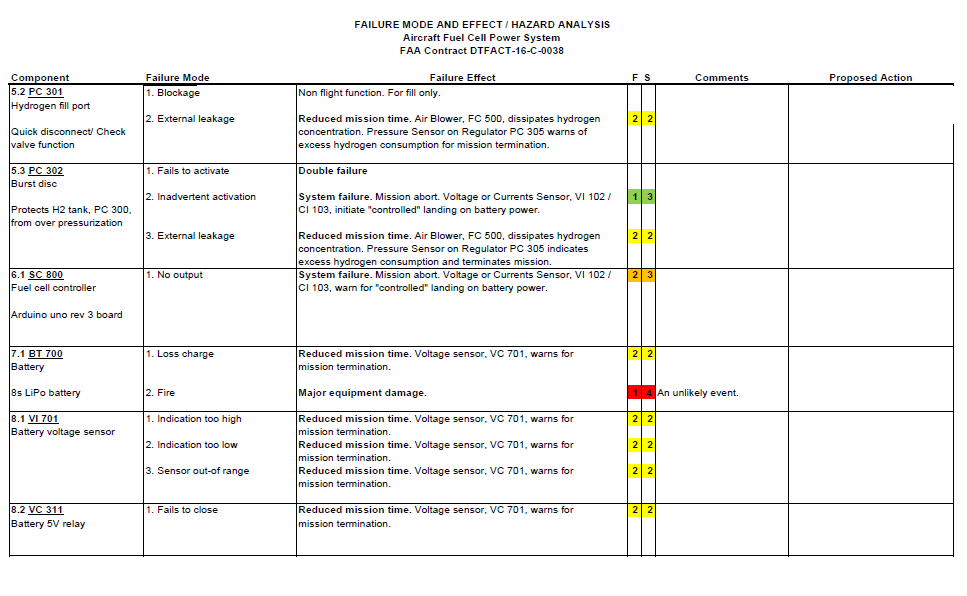 FAILURE MODE AND EFFECT / HAZARD ANALYSIS
Aircraft Fuel Cell Power System
FAA Contract DTFACT-16-C-0038
Component Failure Mode Failure Effect F S Comments Proposed Action
5.2 PC 301 1. Blockage Non flight function. For fill only.
Hydrogen fill port
2. External leakage Reduced mission time. Air Blower, FC 500, dissipates hydrogen 2 2
Quick disconnect/ Check concentration. Pressure Sensor on Regulator PC 305 warns of
valve function excess hydrogen consumption for mission termination.
5.3 PC 302 1. Fails to activate Double failure
Burst disc
2. Inadvertent activation System failure. Mission abort. Voltage or Currents Sensor, VI 102 / 1 3
Protects H2 tank, PC 300, CI 103, initiate "controlled" landing on battery power.
from over pressurization
3. External leakage Reduced mission time. Air Blower, FC 500, dissipates hydrogen 2 2
concentration. Pressure Sensor on Regulator PC 305 indicates
excess hydrogen consumption and terminates mission.
6.1 SC 800 1. No output System failure. Mission abort. Voltage or Currents Sensor, VI 102 / 2 3
Fuel cell controller CI 103, warn for "controlled" landing on battery power.
Arduino uno rev 3 board
7.1 BT 700 1. Loss charge Reduced mission time. Voltage sensor, VC 701, warns for 2 2
Battery mission termination.
8s LiPo battery 2. Fire Major equipment damage. 1 4 An unlikely event.
8.1 VI 701 1. Indication too high Reduced mission time. Voltage sensor, VC 701, warns for 2 2
Battery voltage sensor mission termination.
2. Indication too low Reduced mission time. Voltage sensor, VC 701, warns for 2 2
mission termination.
3. Sensor out-of range Reduced mission time. Voltage sensor, VC 701, warns for 2 2
mission termination.
8.2 VC 311 1. Fails to close Reduced mission time. Voltage sensor, VC 701, warns for 2 2
Battery 5V relay mission termination.